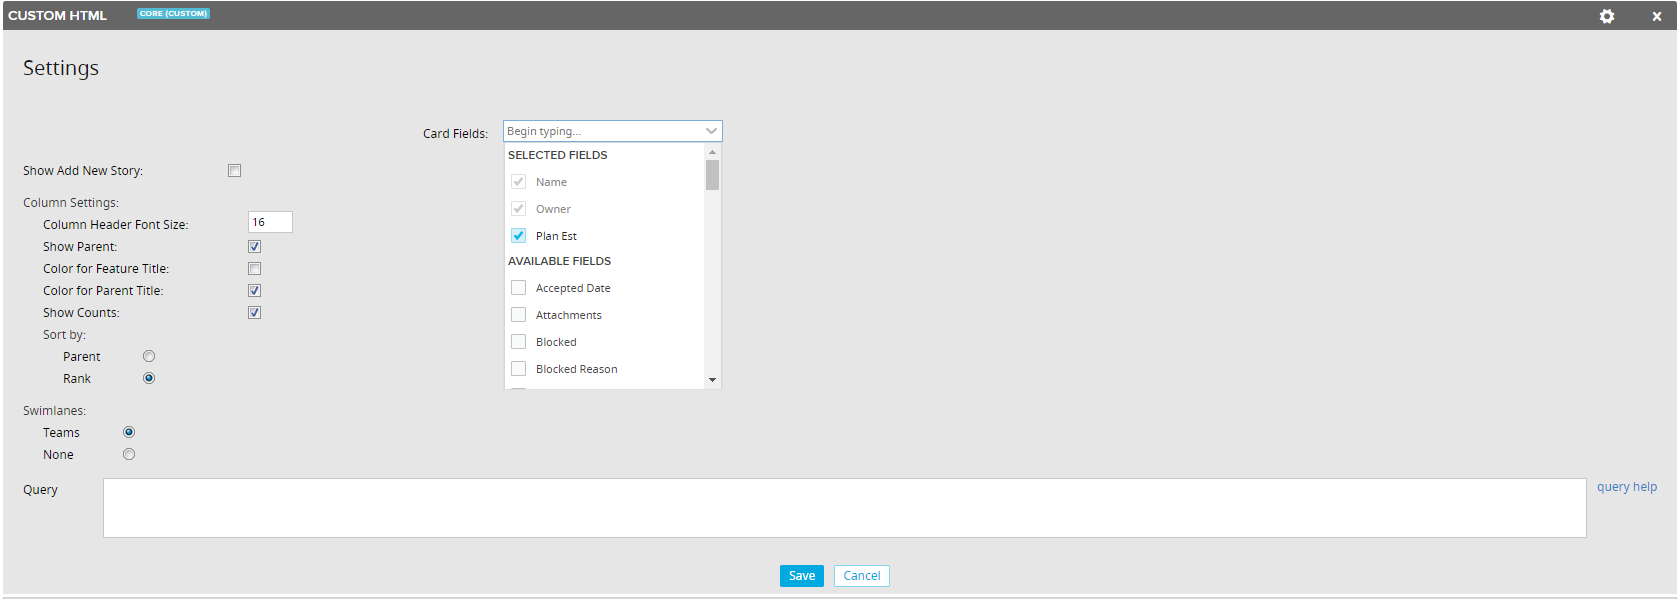 CUSTOM HTML CORE (CUSTOM)
Settings
Card Fields: Begin typing...
SELECTED FIELDS
Name
Owner
Plan Est
AVAILABLE FIELDS
Accepted Date
Attachments
Blocked
Blocked Reason
Show Add New Story:
Column Settings:
Column Header Font Size: 16
Show Parent:
Color for Feature Title:
Color for Parent Title:
Show Counts:
Sort by:
Parent
Rank
Swimlanes:
Teams
None
Query query help
Save Cancel